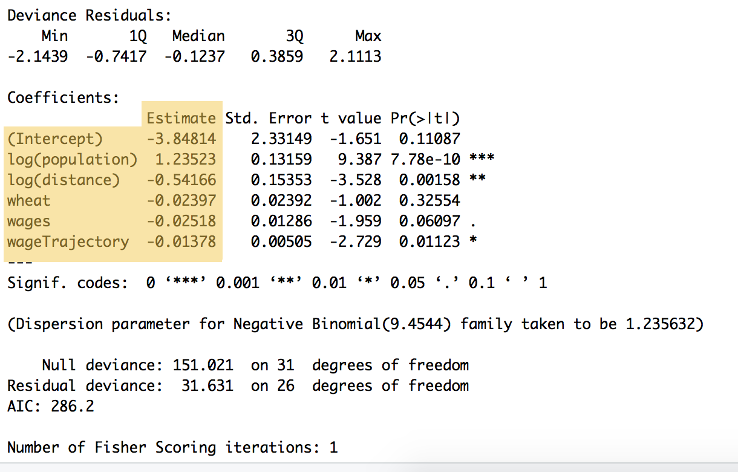 Deviance Residuals:
Min 1Q Median 3Q Max
-2.1439 -0.7417 -0.1237 0.3859 2.1113
Coefficients:
Estimate Std. Error t value Pr(>|t|)
(Intercept) -3.84814 2.33149 -1.651 0.11087
log(population) 1.23523 0.13159 9.387 7.78e-10 ***
log(distance) -0.54166 0.15353 -3.528 0.00158 **
wheat -0.02397 0.02392 -1.002 0.32554
wages -0.02518 0.01286 -1.959 0.06097 .
wageTrajectory -0.01378 0.00505 -2.729 0.01123 *
---
Signif. codes: 0 ‘***’ 0.001 ‘**’ 0.01 ‘*’ 0.05 ‘.’ 0.1 ‘ ’ 1
(Dispersion parameter for Negative Binomial(9.4544) family taken to be 1.235632)
Null deviance: 151.021 on 31 degrees of freedom
Residual deviance: 31.631 on 26 degrees of freedom
AIC: 286.2
Number of Fisher Scoring iterations: 1